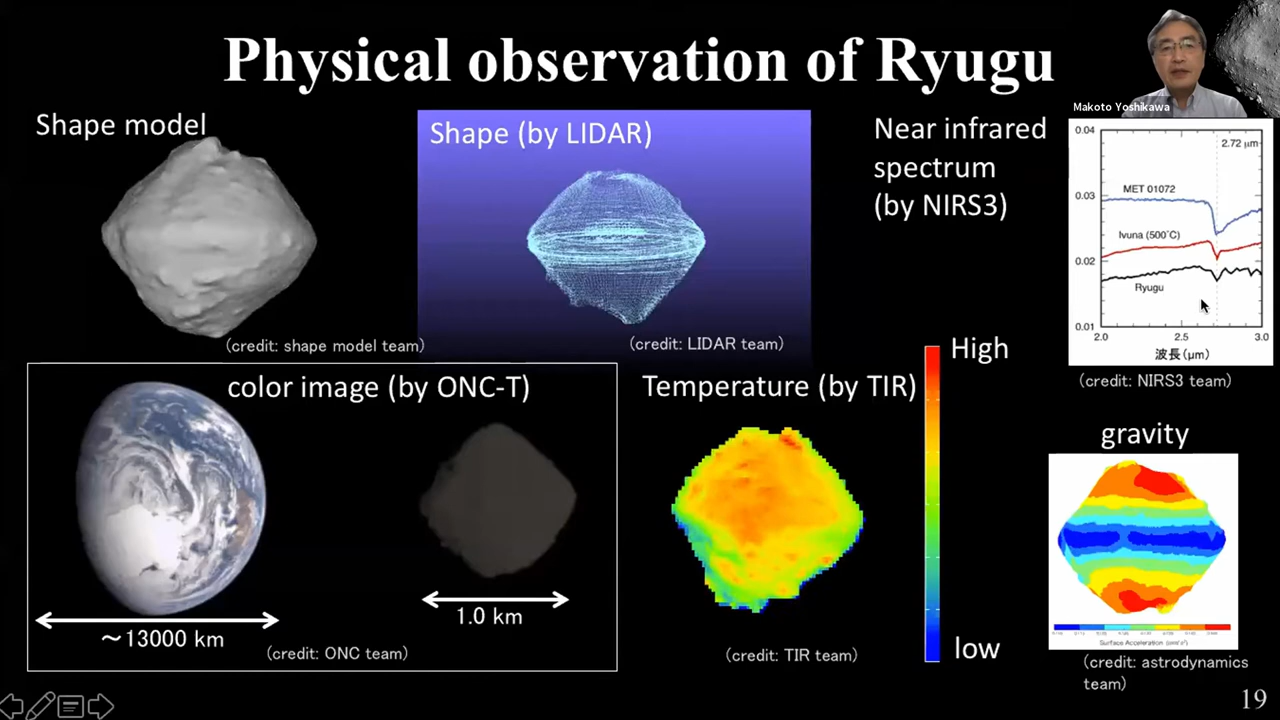 Physical observation of Ryugu
Makoto Yoshikawa
Shape model
(credit: shape model team)
Shape (by LIDAR)
(credit: LIDAR team)
Near infrared
spectrum
(by NIRS3)
0.04
0.03
0.02
0.01
2.72 μm
MET 01072
Ivuna (500°C)
Ryugu
2.0
2.5
3.0
波長(μm)
(credit: NIRS3 team)
color image (by ONC-T)
~13000 km
1.0 km
(credit: ONC team)
Temperature (by TIR)
High
low
(credit: TIR team)
gravity
Surface Acceleration
(credit: astrodynamics
team)
19